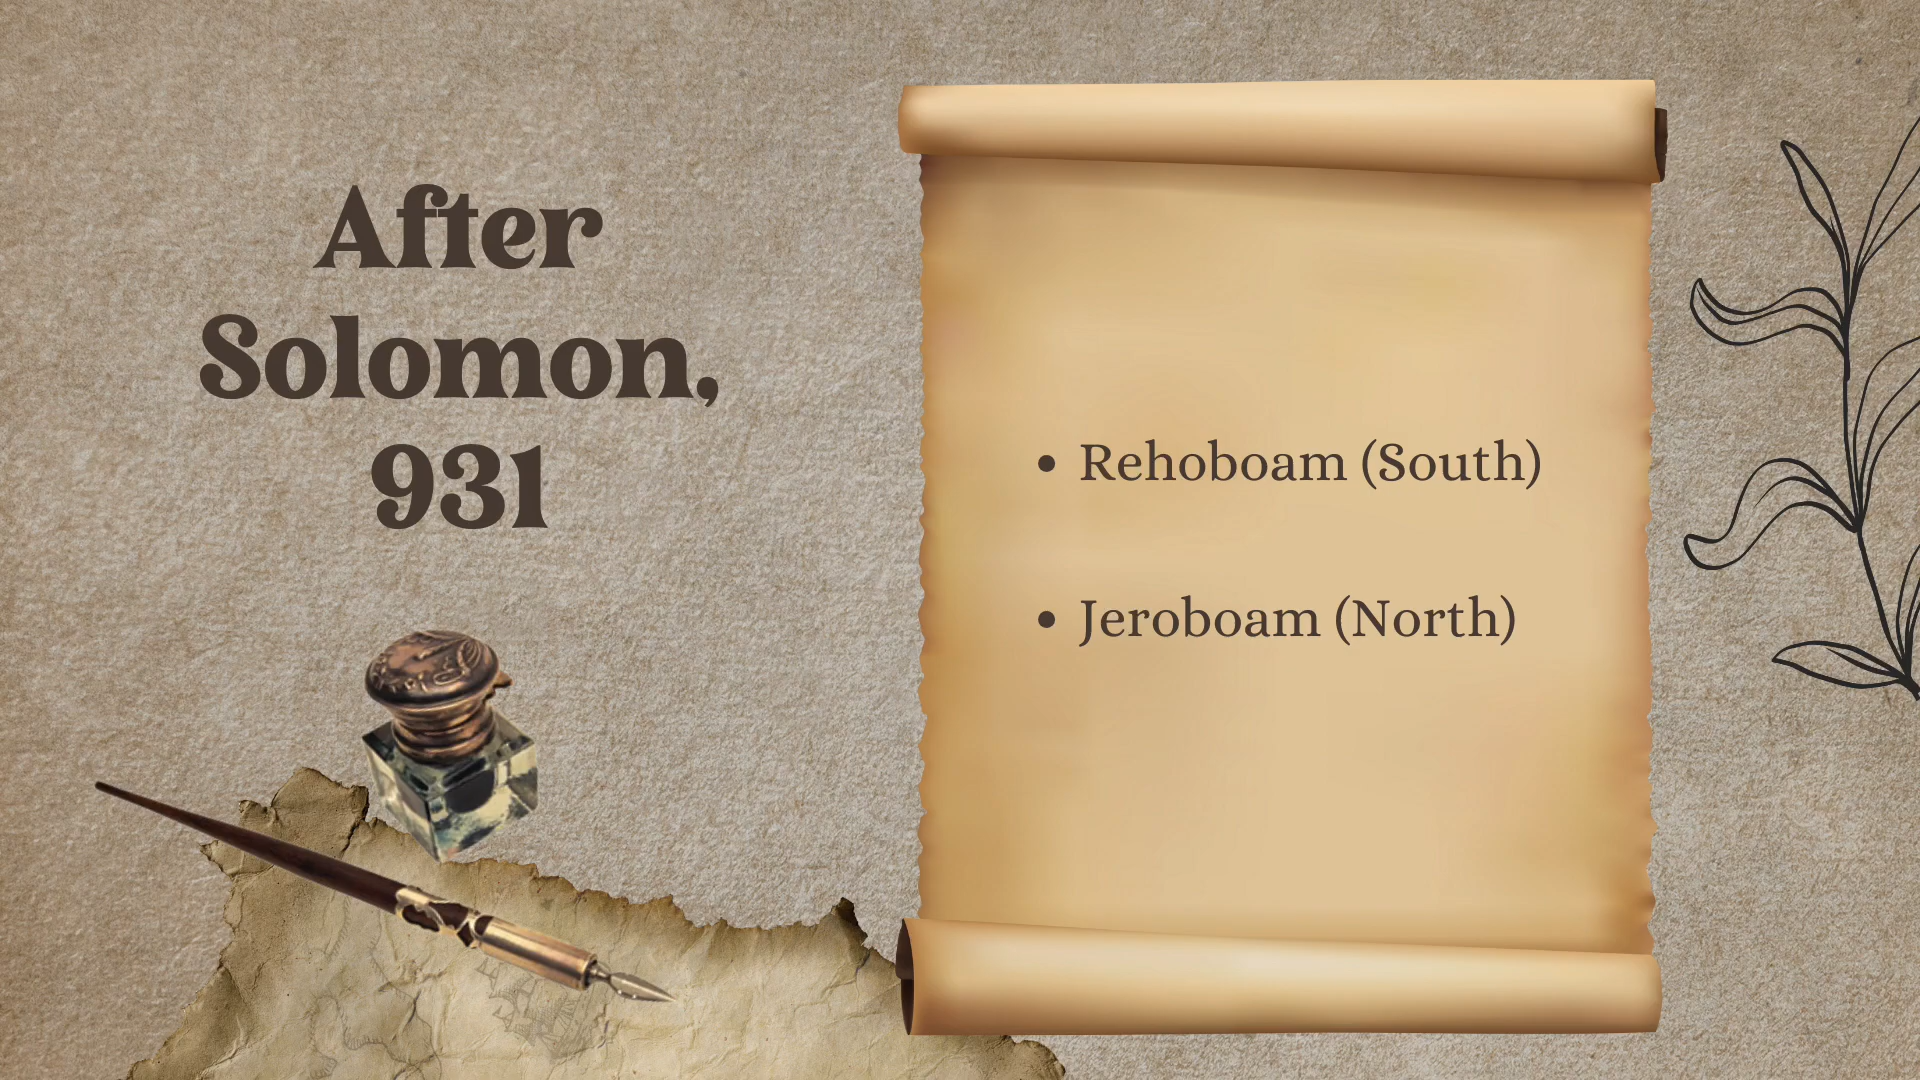 After
Solomon,
931
• Rehoboam (South)
• Jeroboam (North)